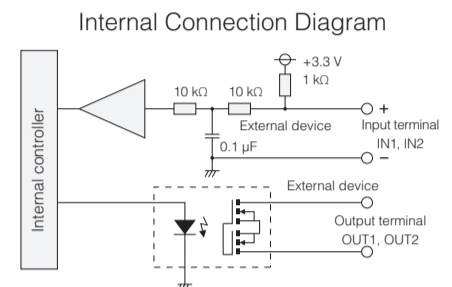 Internal Connection Diagram
+3.3 V
1 kΩ
10 kΩ
10 kΩ
+
External device
Input terminal
IN1, IN2
0.1 µF
−
Internal controller
External device
Output terminal
OUT1, OUT2